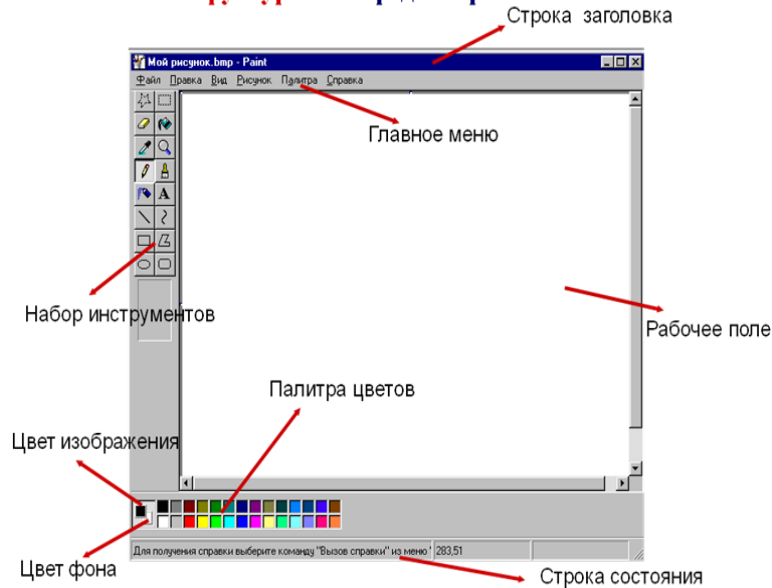 Строка заголовка
Мой рисунок.bmp - Paint
Файл Правка Вид Рисунок Палитра Справка
Главное меню
A
Набор инструментов
Рабочее поле
Палитра цветов
Цвет изображения
Цвет фона
Для получения справки выберите команду "Вызов справки" из меню " 283,51
Строка состояния